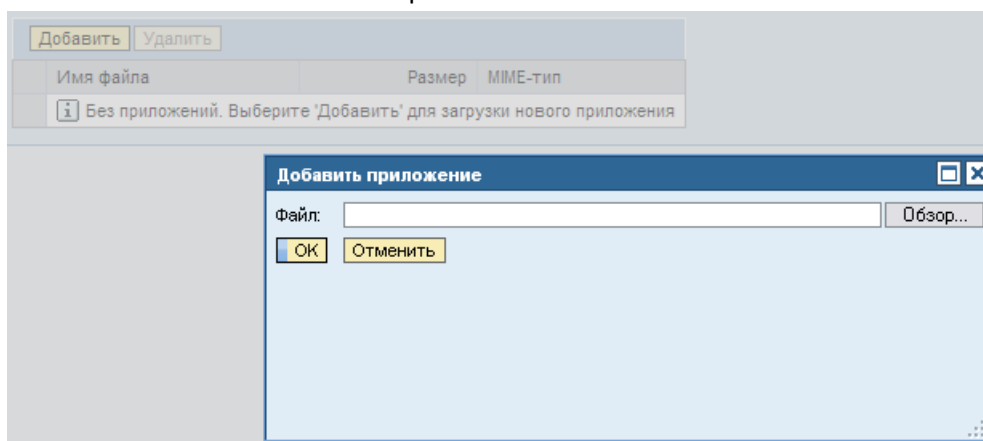 Добавить Удалить
Имя файла Размер MIME-тип
Без приложений. Выберите 'Добавить' для загрузки нового приложения
Добавить приложение
Файл: Обзор...
OK Отменить